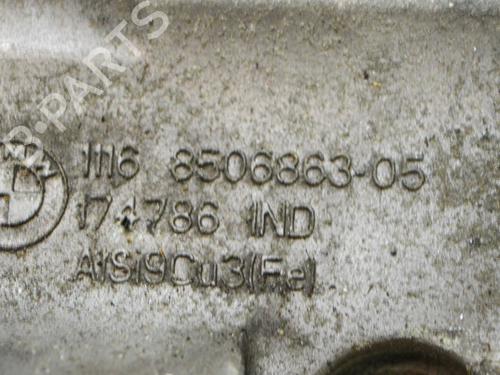 B-PARTS
1116 8506863-05
174786 IND
AlSi9Cu3(Fe)